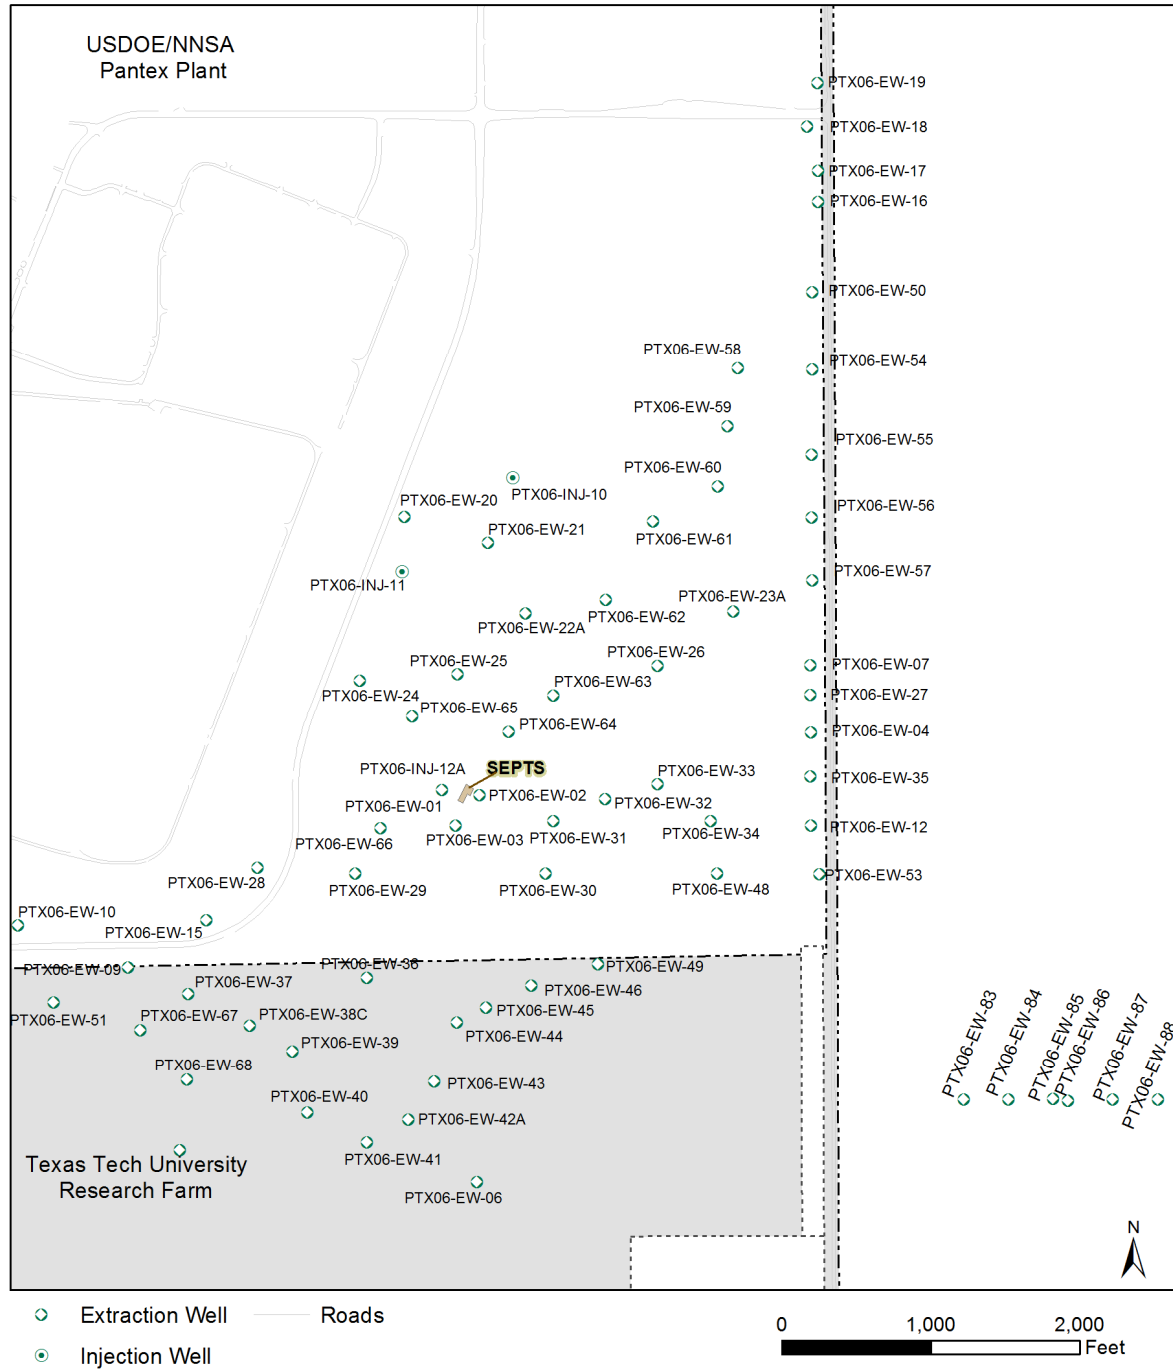 USDOE/NNSA
Pantex Plant
PTX06-EW-19
PTX06-EW-18
PTX06-EW-17
PTX06-EW-16
PTX06-EW-50
PTX06-EW-58
PTX06-EW-54
PTX06-EW-59
PTX06-EW-55
PTX06-EW-60
PTX06-INJ-10
PTX06-EW-20
PTX06-EW-56
PTX06-EW-21
PTX06-EW-61
PTX06-EW-57
PTX06-INJ-11
PTX06-EW-23A
PTX06-EW-62
PTX06-EW-22A
PTX06-EW-26
PTX06-EW-07
PTX06-EW-25
PTX06-EW-63
PTX06-EW-24
PTX06-EW-27
PTX06-EW-65
PTX06-EW-64
PTX06-EW-04
PTX06-INJ-12A
SEPTS
PTX06-EW-33
PTX06-EW-35
PTX06-EW-02
PTX06-EW-01
PTX06-EW-32
PTX06-EW-12
PTX06-EW-66
PTX06-EW-03
PTX06-EW-31
PTX06-EW-34
PTX06-EW-28
PTX06-EW-29
PTX06-EW-30
PTX06-EW-48
PTX06-EW-53
PTX06-EW-10
PTX06-EW-15
PTX06-EW-09
PTX06-EW-36
PTX06-EW-49
PTX06-EW-37
PTX06-EW-46
PTX06-EW-51
PTX06-EW-67
PTX06-EW-38C
PTX06-EW-45
PTX06-EW-44
PTX06-EW-39
PTX06-EW-68
PTX06-EW-43
PTX06-EW-40
PTX06-EW-42A
PTX06-EW-41
PTX06-EW-06
PTX06-EW-83
PTX06-EW-84
PTX06-EW-85
PTX06-EW-86
PTX06-EW-87
PTX06-EW-88
Texas Tech University
Research Farm
N
Extraction Well
Roads
Injection Well
0 1,000 2,000
Feet